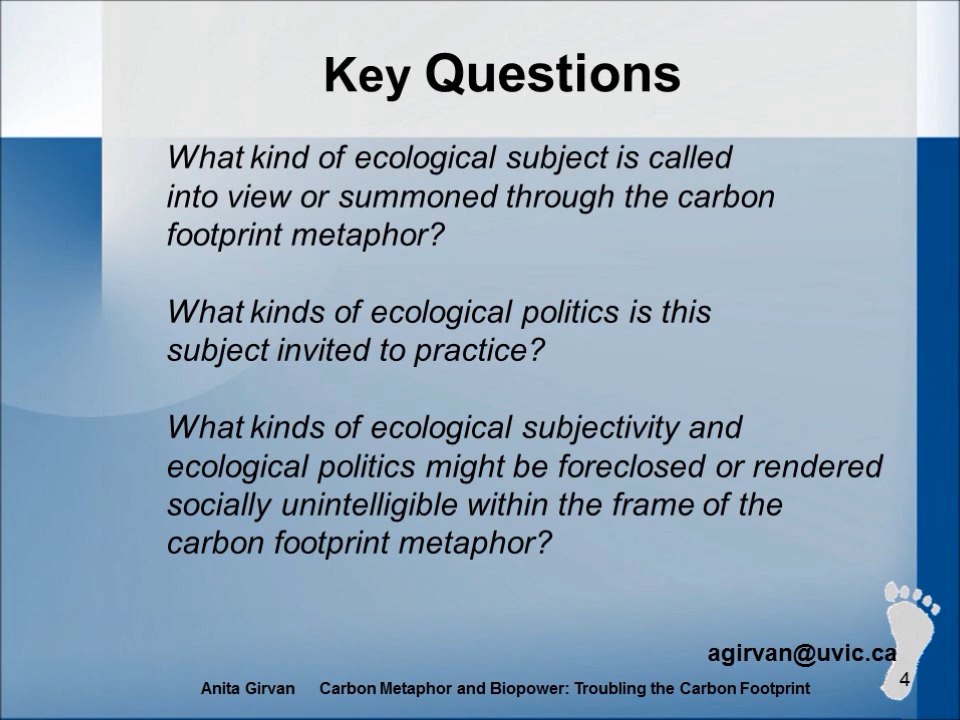 Key Questions
What kind of ecological subject is called
into view or summoned through the carbon
footprint metaphor?
What kinds of ecological politics is this
subject invited to practice?
What kinds of ecological subjectivity and
ecological politics might be foreclosed or rendered
socially unintelligible within the frame of the
carbon footprint metaphor?
agirvan@uvic.ca
4
Anita Girvan Carbon Metaphor and Biopower: Troubling the Carbon Footprint